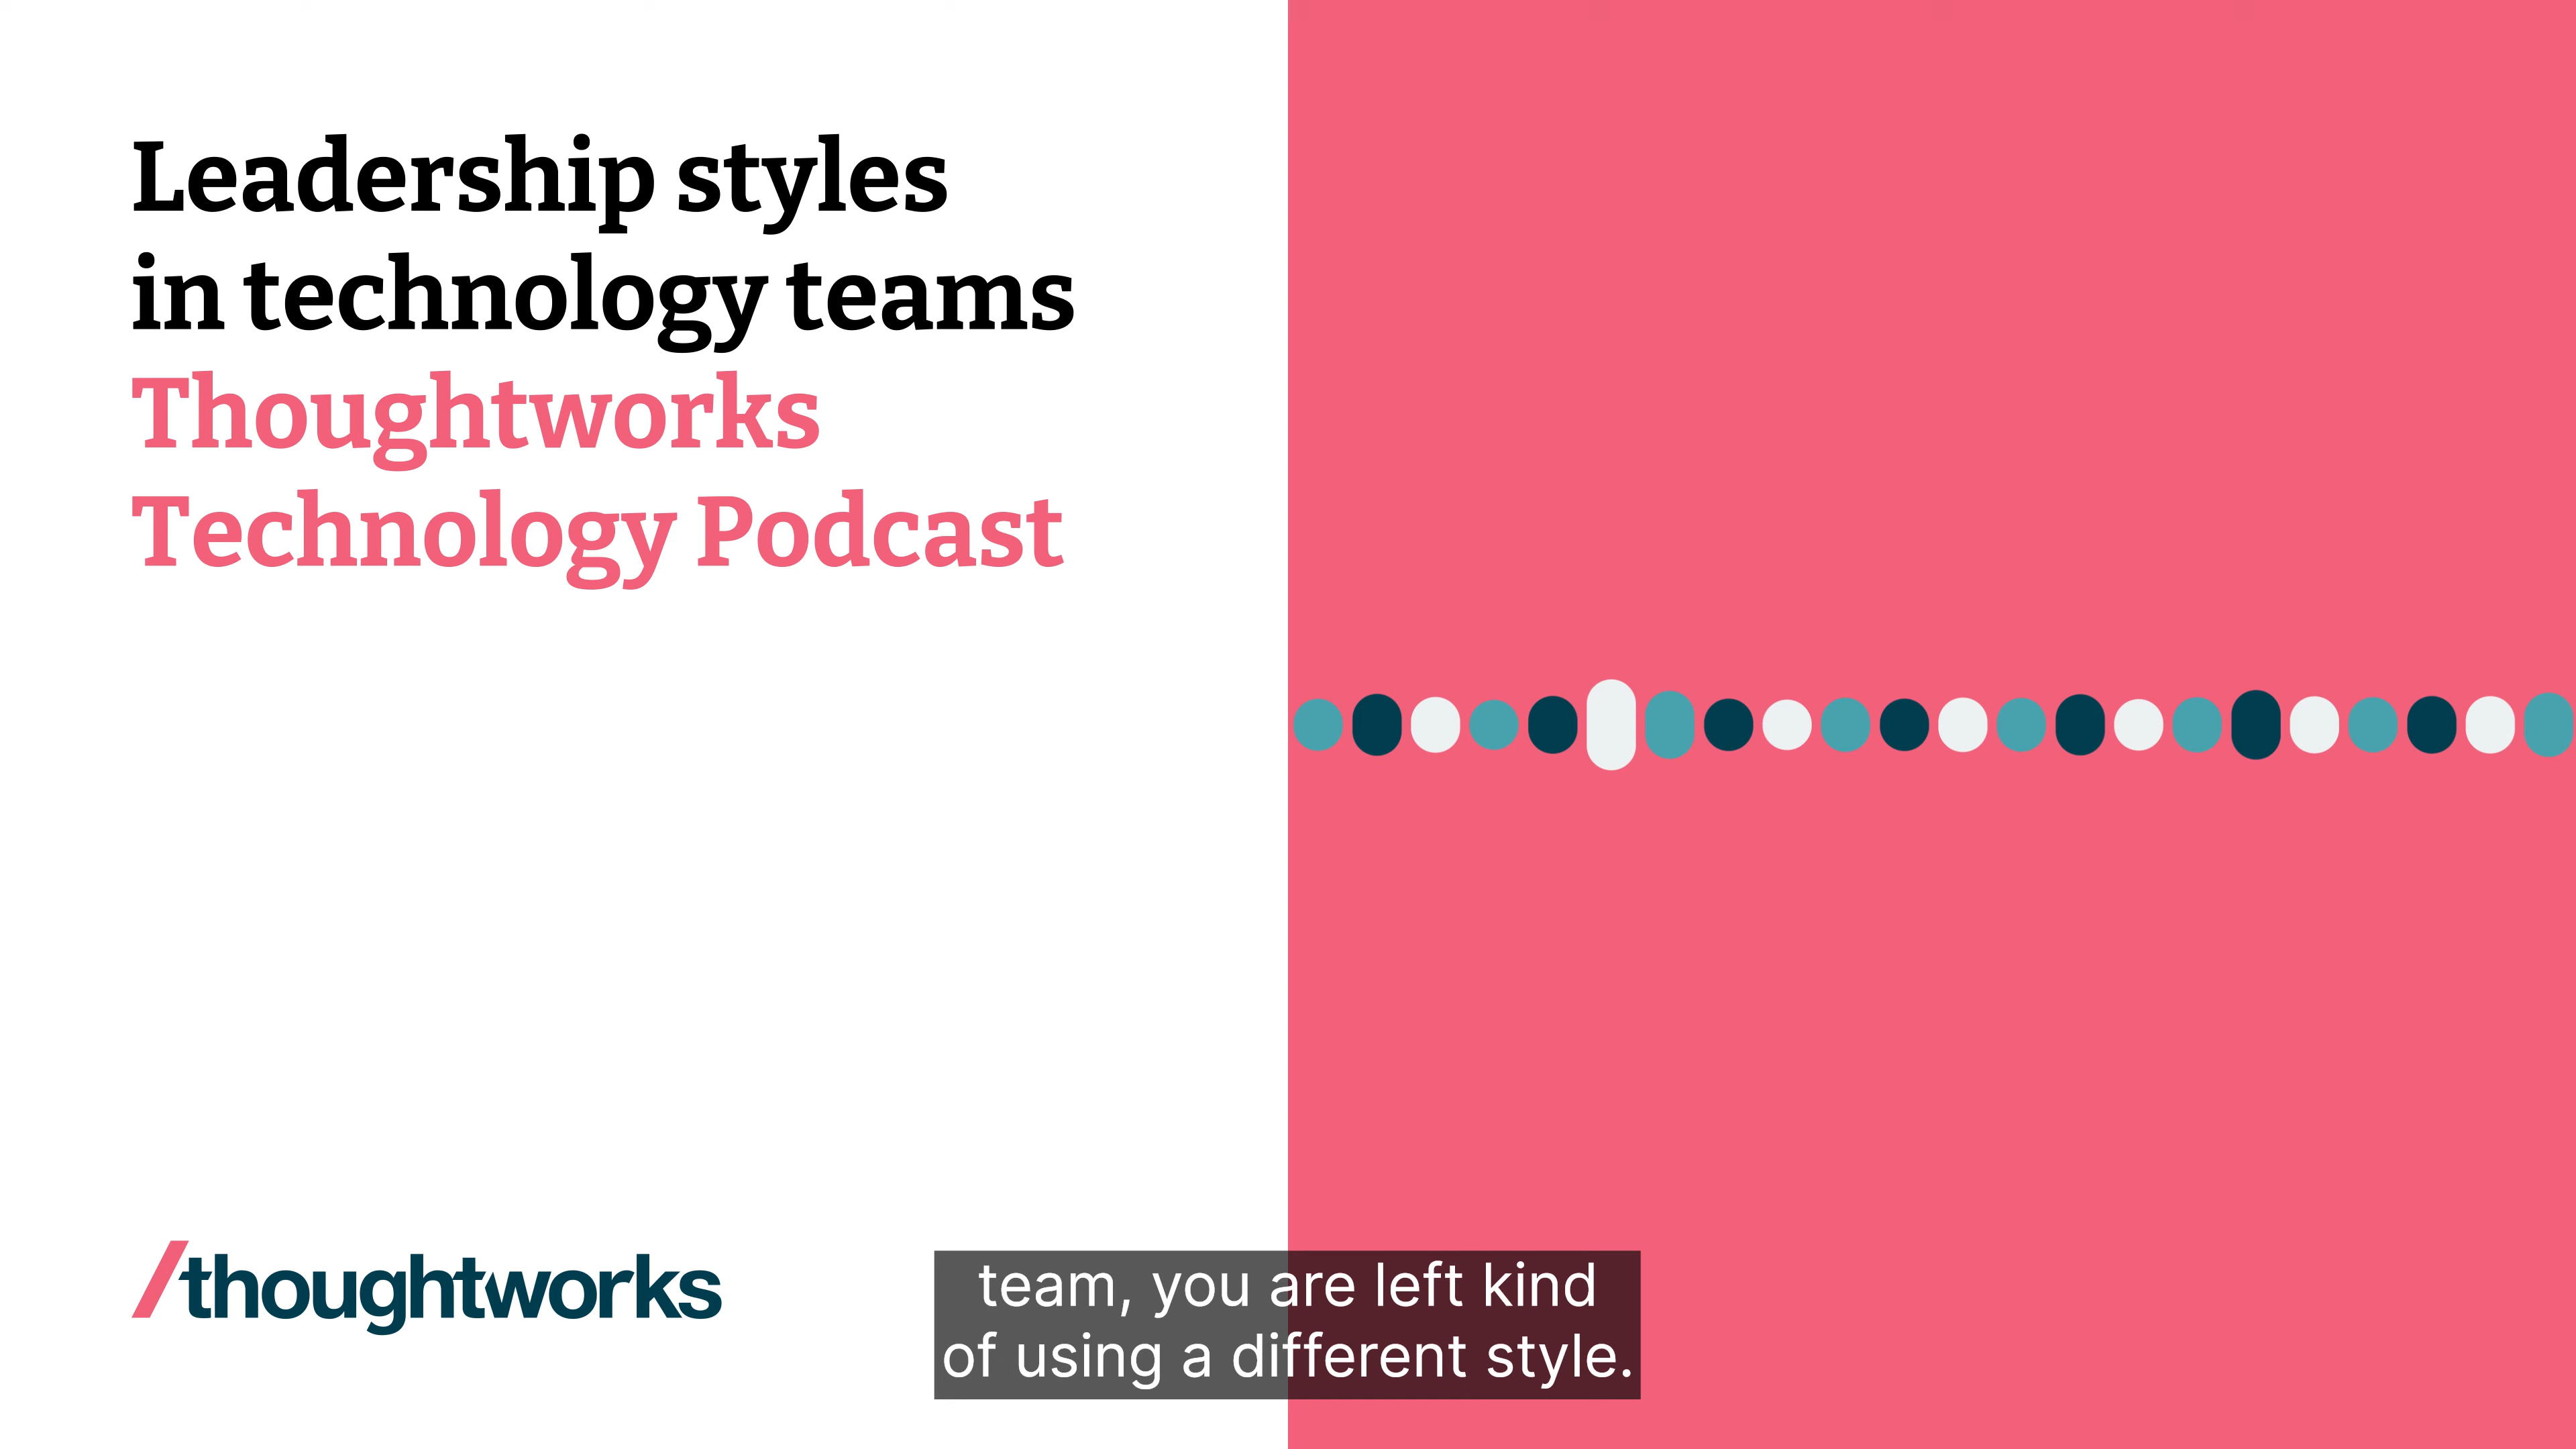 Leadership styles
in technology teams
Thoughtworks
Technology Podcast
/thoughtworks
team, you are left kind
of using a different style.